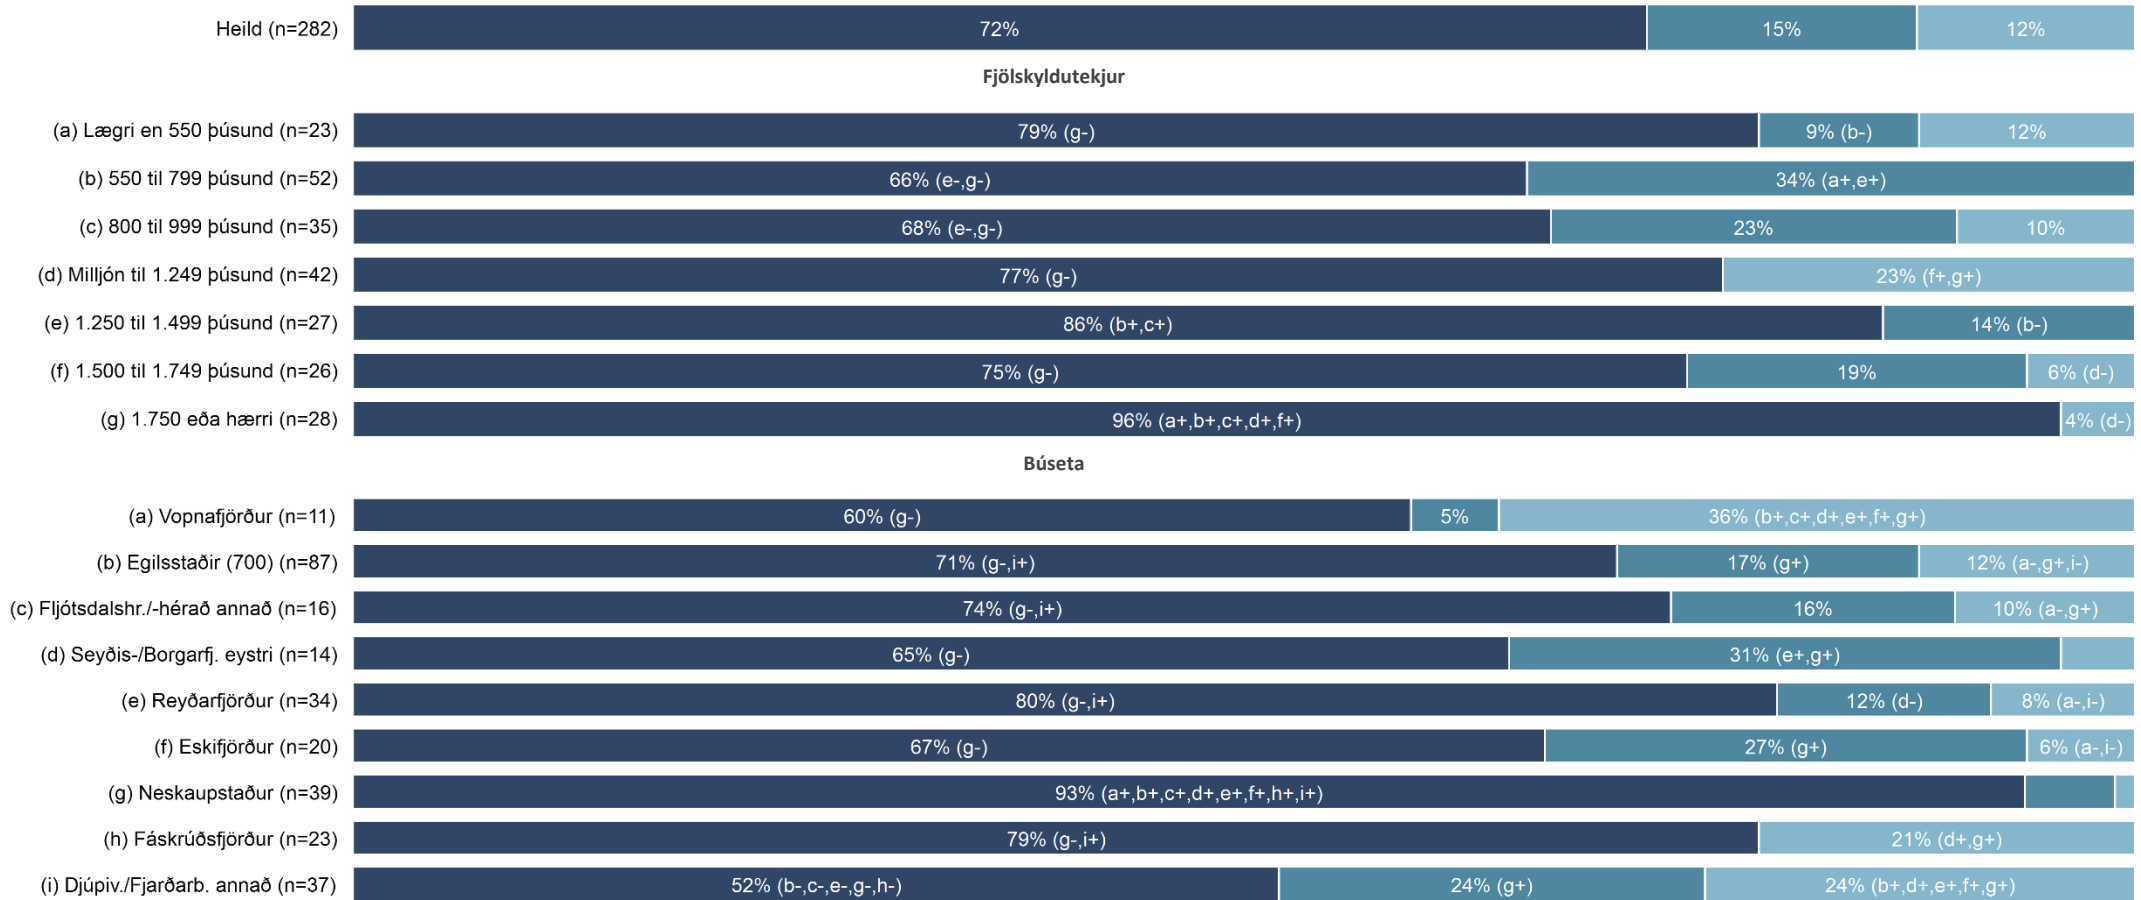 Heild (n=282) 72% 15% 12%
Fjölskyldutekjur
(a) Lægri en 550 þúsund (n=23) 79% (g-) 9% (b-) 12%
(b) 550 til 799 þúsund (n=52) 66% (e-,g-) 34% (a+,e+)
(c) 800 til 999 þúsund (n=35) 68% (e-,g-) 23% 10%
(d) Milljón til 1.249 þúsund (n=42) 77% (g-) 23% (f+,g+)
(e) 1.250 til 1.499 þúsund (n=27) 86% (b+,c+) 14% (b-)
(f) 1.500 til 1.749 þúsund (n=26) 75% (g-) 19% 6% (d-)
(g) 1.750 eða hærri (n=28) 96% (a+,b+,c+,d+,f+) 4% (d-)
Búseta
(a) Vopnafjörður (n=11) 60% (g-) 5% 36% (b+,c+,d+,e+,f+,g+)
(b) Egilsstaðir (700) (n=87) 71% (g-,i+) 17% (g+) 12% (a-,g+,i-)
(c) Fljótsdalshr./-hérað annað (n=16) 74% (g-,i+) 16% 10% (a-,g+)
(d) Seyðis-/Borgarfj. eystri (n=14) 65% (g-) 31% (e+,g+)
(e) Reyðarfjörður (n=34) 80% (g-,i+) 12% (d-) 8% (a-,i-)
(f) Eskifjörður (n=20) 67% (g-) 27% (g+) 6% (a-,i-)
(g) Neskaupstaður (n=39) 93% (a+,b+,c+,d+,e+,f+,h+,i+)
(h) Fáskrúðsfjörður (n=23) 79% (g-,i+) 21% (d+,g+)
(i) Djúpiv./Fjarðarb. annað (n=37) 52% (b-,c-,e-,g-,h-) 24% (g+) 24% (b+,d+,e+,f+,g+)